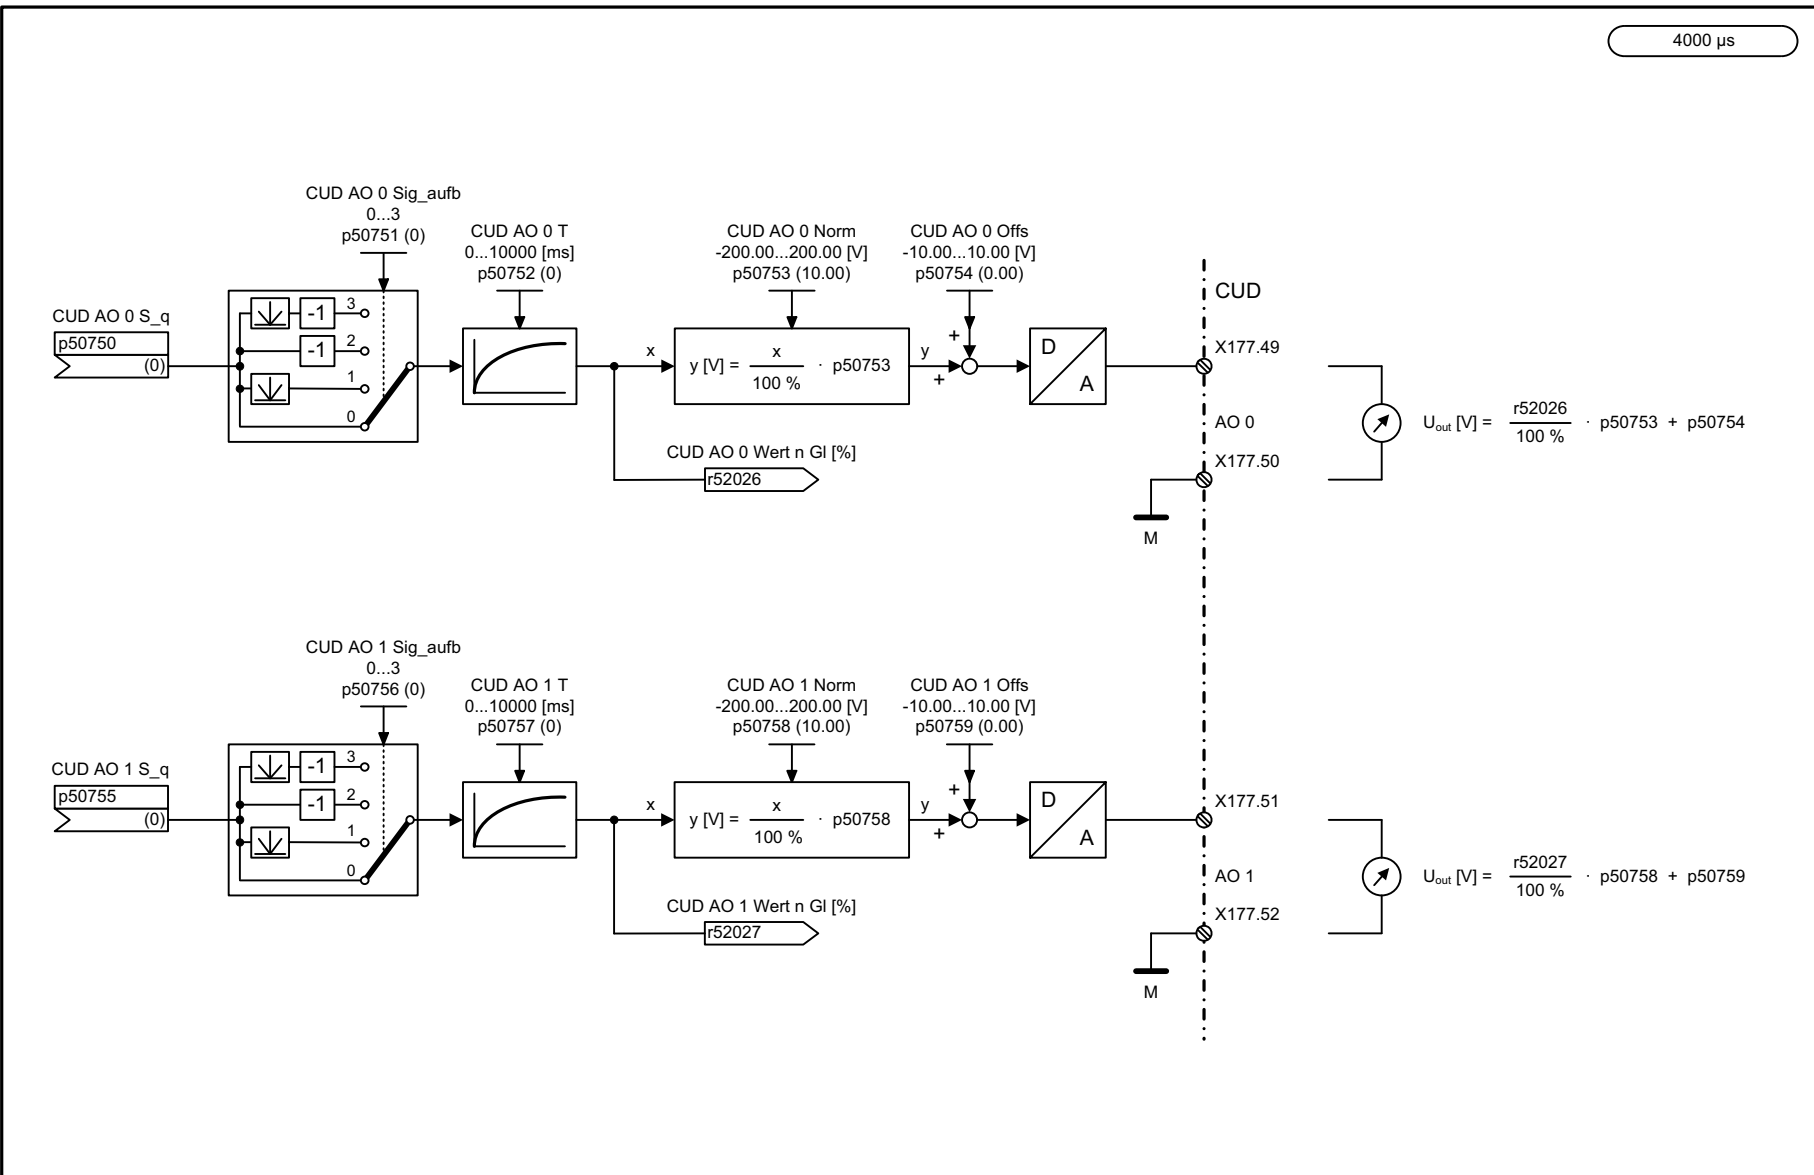 4000 µs
CUD AO 0 Sig_aufb
0...3
p50751 (0)
CUD AO 0 T
0...10000 [ms]
p50752 (0)
CUD AO 0 Norm
-200.00...200.00 [V]
p50753 (10.00)
CUD AO 0 Offs
-10.00...10.00 [V]
p50754 (0.00)
CUD AO 0 S_q
p50750
(0)
-1 3
-1 2
1
0
x
y [V] = x / 100 % · p50753
y
+
+
D
A
CUD
X177.49
AO 0
X177.50
M
U_out [V] = r52026 / 100 % · p50753 + p50754
CUD AO 0 Wert n Gl [%]
r52026
CUD AO 1 Sig_aufb
0...3
p50756 (0)
CUD AO 1 T
0...10000 [ms]
p50757 (0)
CUD AO 1 Norm
-200.00...200.00 [V]
p50758 (10.00)
CUD AO 1 Offs
-10.00...10.00 [V]
p50759 (0.00)
CUD AO 1 S_q
p50755
(0)
-1 3
-1 2
1
0
x
y [V] = x / 100 % · p50758
y
+
+
D
A
X177.51
AO 1
X177.52
M
U_out [V] = r52027 / 100 % · p50758 + p50759
CUD AO 1 Wert n Gl [%]
r52027